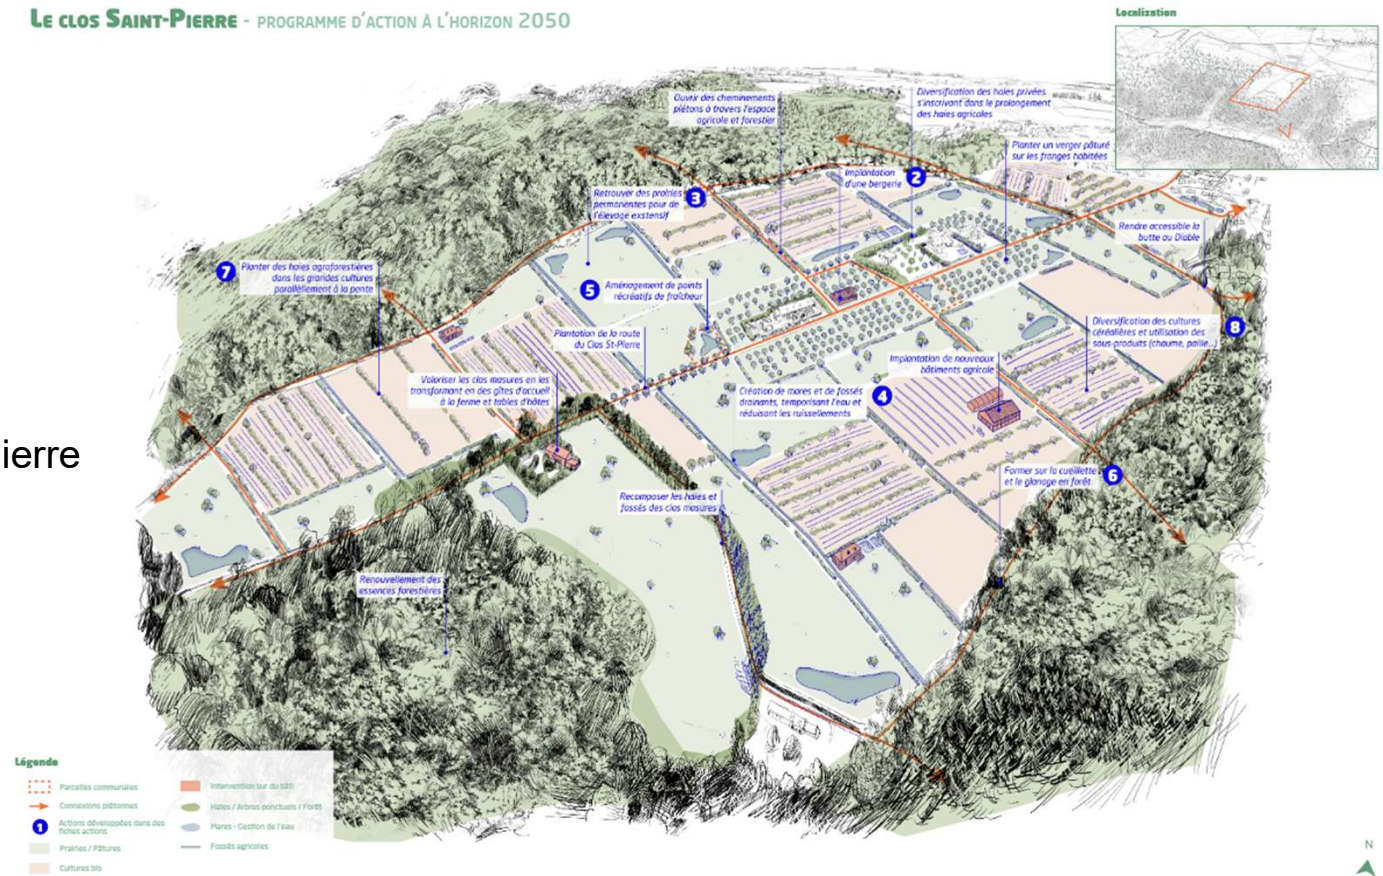 LE CLOS SAINT-PIERRE - PROGRAMME D'ACTION À L'HORIZON 2050
Localisation
Ouvrir des cheminements
piétons à travers l'espace
agricole et forestier
Diversification des haies privées
s'inscrivant dans le prolongement
des haies agricoles
Planter un verger pâturé
sur les franges habitées
Implantation
d'une bergerie
2
Retrouver des prairies
permanentes pour de
l'élevage exstensif
3
Rendre accessible la
butte au Diable
7
Planter des haies agroforestières
dans les grandes cultures
parallèlement à la pente
5
Aménagement de points
récréatifs de fraîcheur
Plantation de la route
du Clos St-Pierre
Diversification des cultures
céréalières et utilisation des
sous-produits (chaume, paille...)
8
Implantation de nouveaux
bâtiments agricole
Valoriser les clos masures en les
transformant en des gîtes d'accueil
à la ferme et tables d'hôtes
Création de mares et de fossés
drainants, temporisant l'eau et
réduisant les ruissellements
4
ierre
Former sur la cueillette
et le glanage en forêt
6
Recomposer les haies et
fossés des clos masures
Renouvellement des
essences forestières
Légende
Parcelles communales
Connexions piétonnes
1
Actions développées dans des
fiches actions
Prairies / Pâtures
Cultures bio
Intervention sur du bâti
Haies / Arbres ponctuels / Forêt
Mares - Gestion de l'eau
Fossés agricoles
N